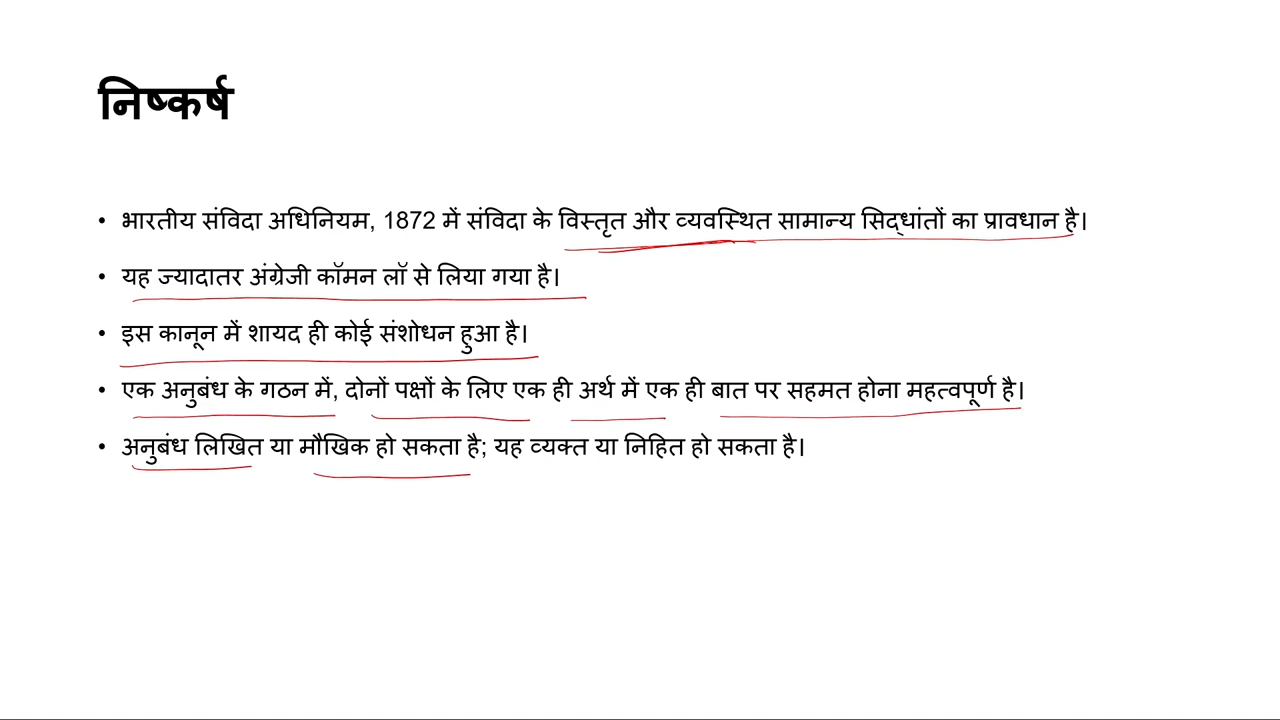 निष्कर्ष
• भारतीय संविदा अधिनियम, 1872 में संविदा के विस्तृत और व्यवस्थित सामान्य सिद्धांतों का प्रावधान है।
• यह ज्यादातर अंग्रेजी कॉमन लॉ से लिया गया है।
• इस कानून में शायद ही कोई संशोधन हुआ है।
• एक अनुबंध के गठन में, दोनों पक्षों के लिए एक ही अर्थ में एक ही बात पर सहमत होना महत्वपूर्ण है।
• अनुबंध लिखित या मौखिक हो सकता है; यह व्यक्त या निहित हो सकता है।